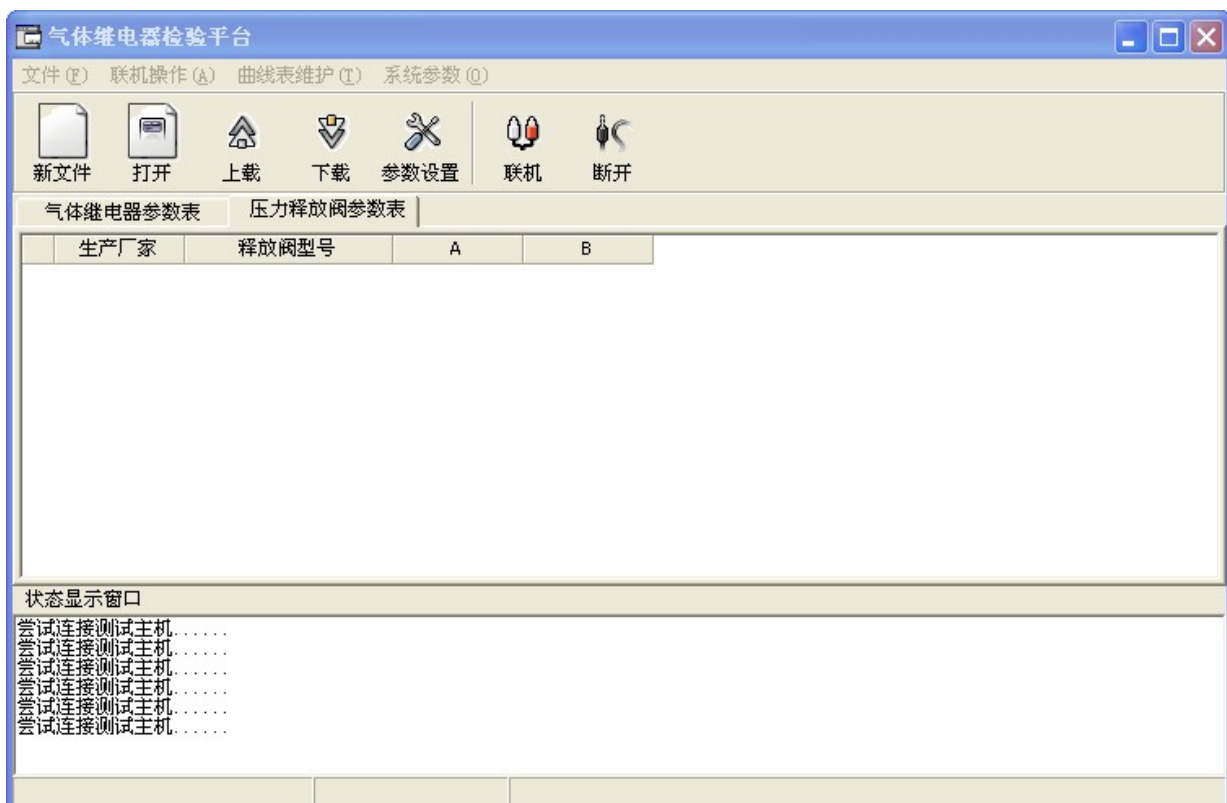 气体继电器检验平台
文件(F) 联机操作(A) 曲线表维护(T) 系统参数(O)
新文件 打开 上载 下载 参数设置 联机 断开
气体继电器参数表 压力释放阀参数表
生产厂家 释放阀型号 A B
状态显示窗口
尝试连接测试主机......
尝试连接测试主机......
尝试连接测试主机......
尝试连接测试主机......
尝试连接测试主机......
尝试连接测试主机......